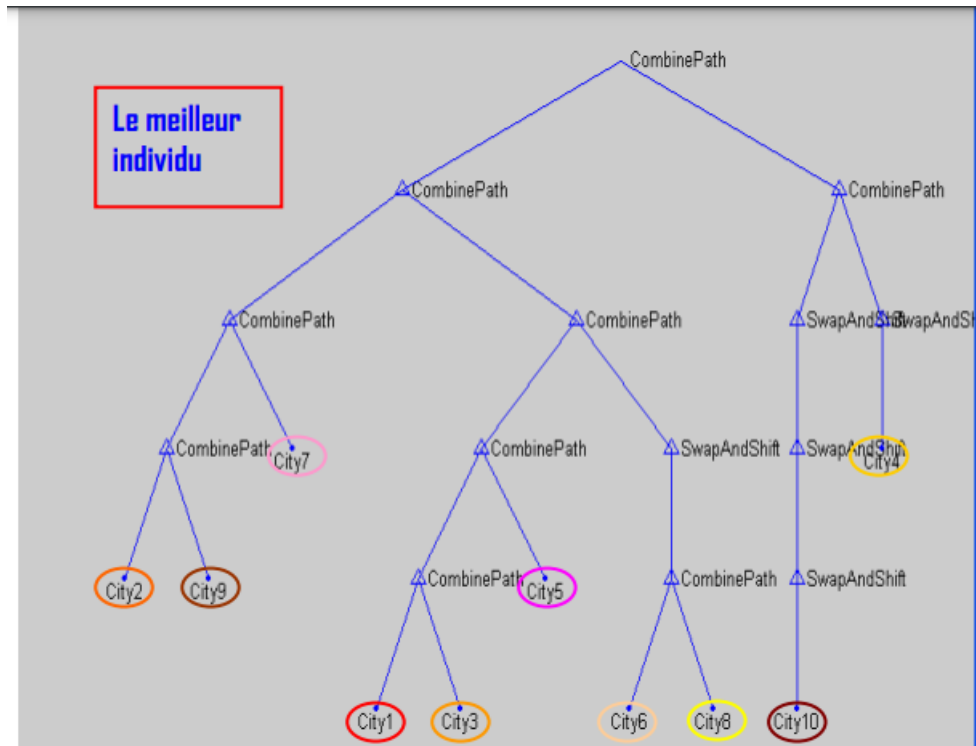 CombinePath
Le meilleur
individu
CombinePath CombinePath
CombinePath CombinePath SwapAndShift SwapAndSh
CombinePath City7 CombinePath SwapAndShift SwapAndShift City4
City2 City9 CombinePath City5 CombinePath SwapAndShift
City1 City3 City6 City8 City10